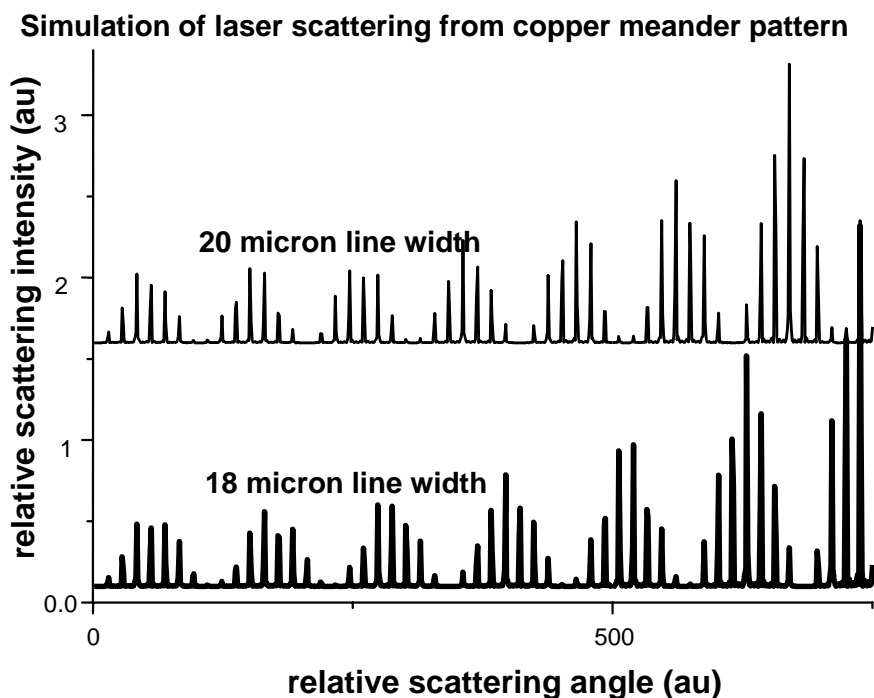 Simulation of laser scattering from copper meander pattern
relative scattering intensity (au)
3
2
1
0.0
20 micron line width
18 micron line width
0
500
relative scattering angle (au)